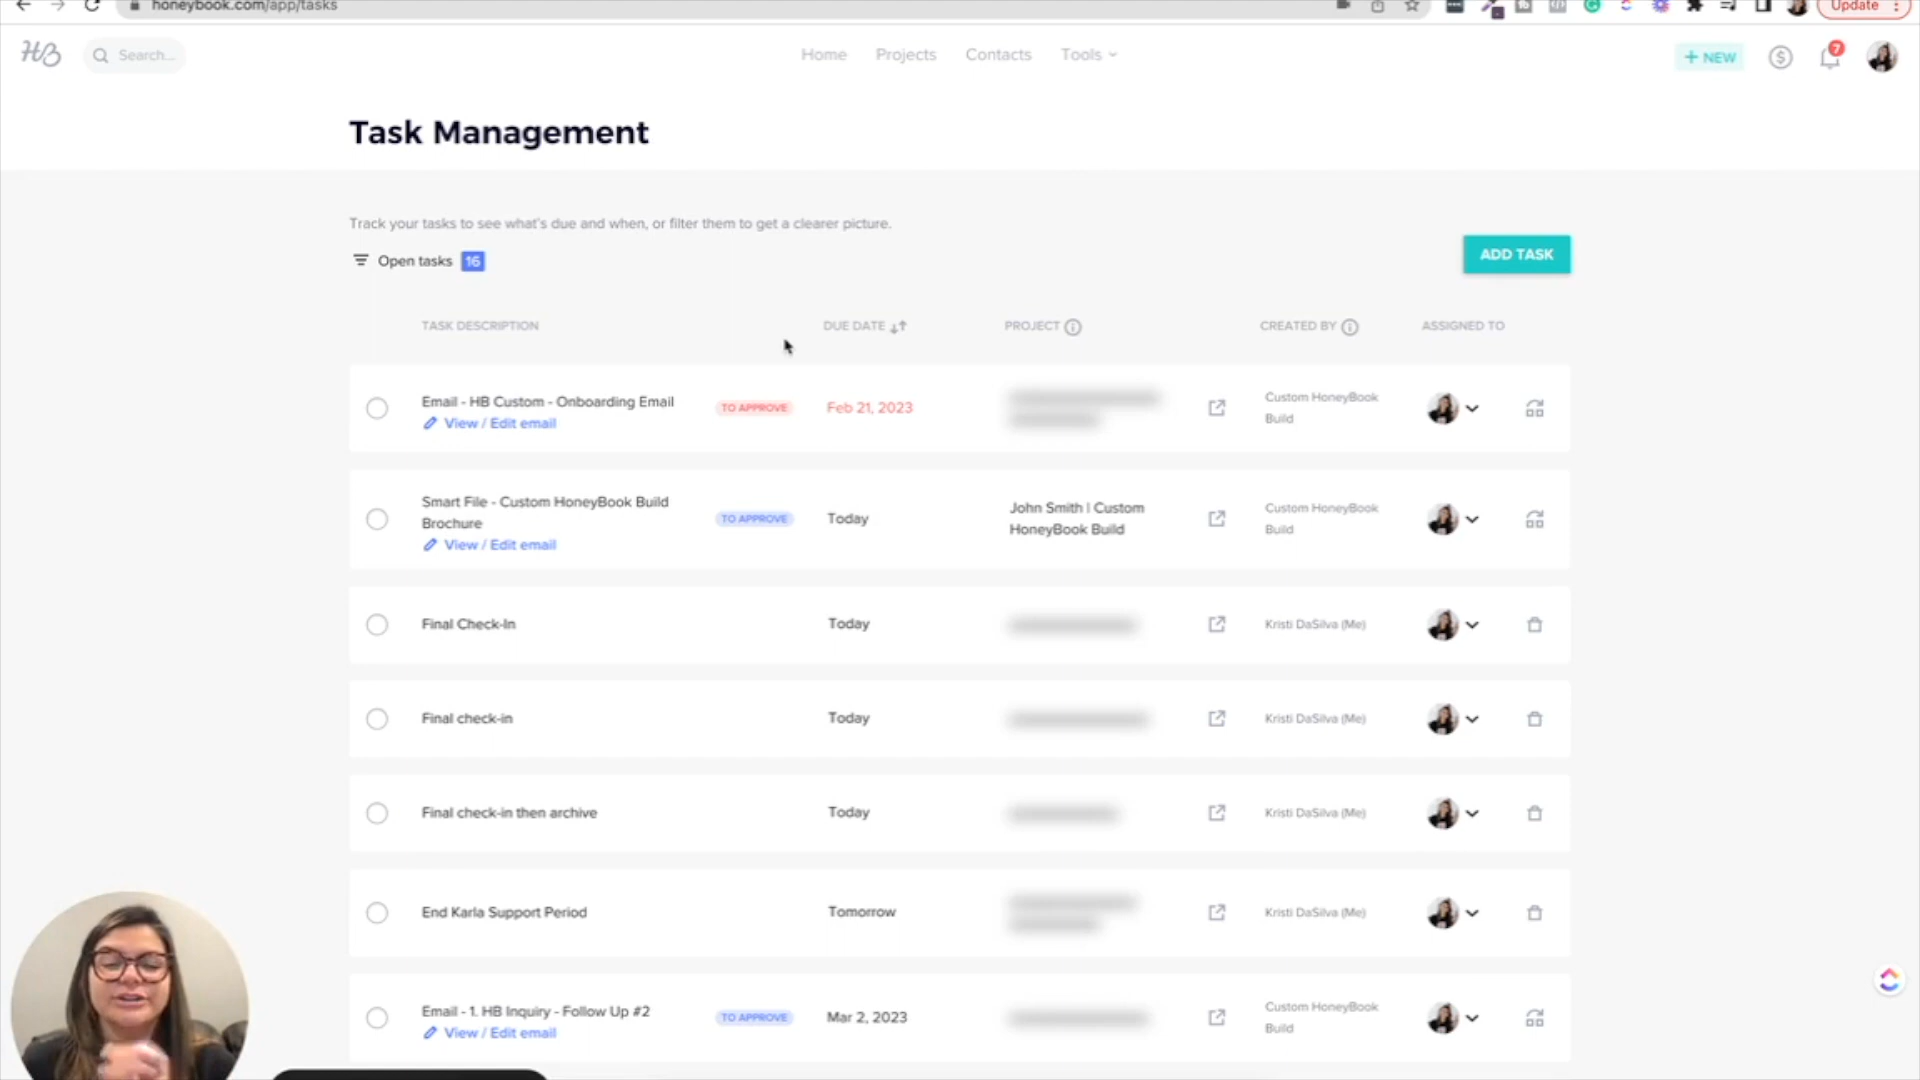 honeybook.com/app/tasks
Update
HB
Search...
Home
Projects
Contacts
Tools
+ NEW
$
7
Task Management
Track your tasks to see what's due and when, or filter them to get a clearer picture.
Open tasks 16
ADD TASK
TASK DESCRIPTION
DUE DATE
PROJECT
CREATED BY
ASSIGNED TO
Email - HB Custom - Onboarding Email
View / Edit email
TO APPROVE
Feb 21, 2023
Custom HoneyBook
Build
Smart File - Custom HoneyBook Build
Brochure
View / Edit email
TO APPROVE
Today
John Smith | Custom
HoneyBook Build
Custom HoneyBook
Build
Final Check-In
Today
Kristi DaSilva (Me)
Final check-in
Today
Kristi DaSilva (Me)
Final check-in then archive
Today
Kristi DaSilva (Me)
End Karla Support Period
Tomorrow
Kristi DaSilva (Me)
Email - 1. HB Inquiry - Follow Up #2
View / Edit email
TO APPROVE
Mar 2, 2023
Custom HoneyBook
Build